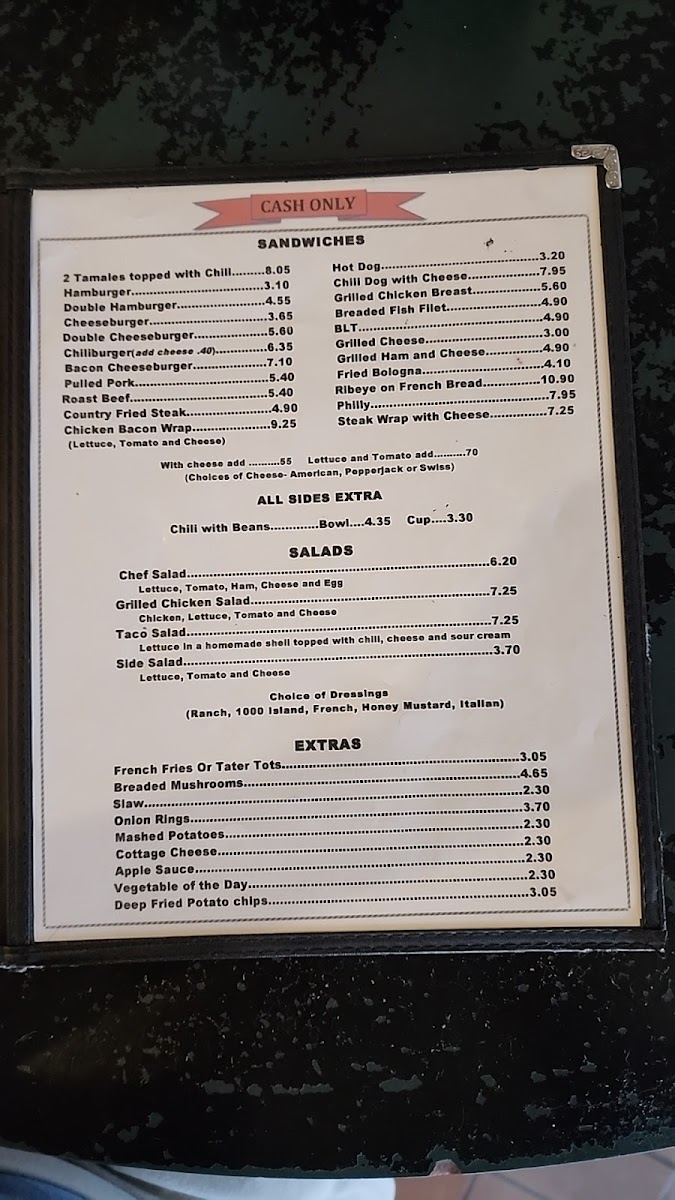 CASH ONLY
SANDWICHES
2 Tamales topped with Chili.........8.05
Hamburger.................................3.10
Double Hamburger.......................4.55
Cheeseburger.............................3.65
Double Cheeseburger...................5.60
Chiliburger(add cheese .40)..............6.35
Bacon Cheeseburger...................7.10
Pulled Pork..................................5.40
Roast Beef...................................5.40
Country Fried Steak.....................4.90
Chicken Bacon Wrap....................9.25
(Lettuce, Tomato and Cheese)
Hot Dog........................................3.20
Chili Dog with Cheese..................7.95
Grilled Chicken Breast.................5.60
Breaded Fish Filet........................4.90
BLT...............................................4.90
Grilled Cheese.............................3.00
Grilled Ham and Cheese..............4.90
Fried Bologna...............................4.10
Ribeye on French Bread..............10.90
Philly.............................................7.95
Steak Wrap with Cheese..............7.25
With cheese add ..........55 Lettuce and Tomato add..........70
(Choices of Cheese- American, Pepperjack or Swiss)
ALL SIDES EXTRA
Chili with Beans.............Bowl....4.35 Cup....3.30
SALADS
Chef Salad..........................................................................6.20
Lettuce, Tomato, Ham, Cheese and Egg
Grilled Chicken Salad..........................................................7.25
Chicken, Lettuce, Tomato and Cheese
Taco Salad..........................................................................7.25
Lettuce in a homemade shell topped with chili, cheese and sour cream
Side Salad...........................................................................3.70
Lettuce, Tomato and Cheese
Choice of Dressings
(Ranch, 1000 Island, French, Honey Mustard, Italian)
EXTRAS
French Fries Or Tater Tots.........................................................3.05
Breaded Mushrooms..................................................................4.65
Slaw...........................................................................................2.30
Onion Rings................................................................................3.70
Mashed Potatoes........................................................................2.30
Cottage Cheese..........................................................................2.30
Apple Sauce................................................................................2.30
Vegetable of the Day...................................................................2.30
Deep Fried Potato chips..............................................................3.05